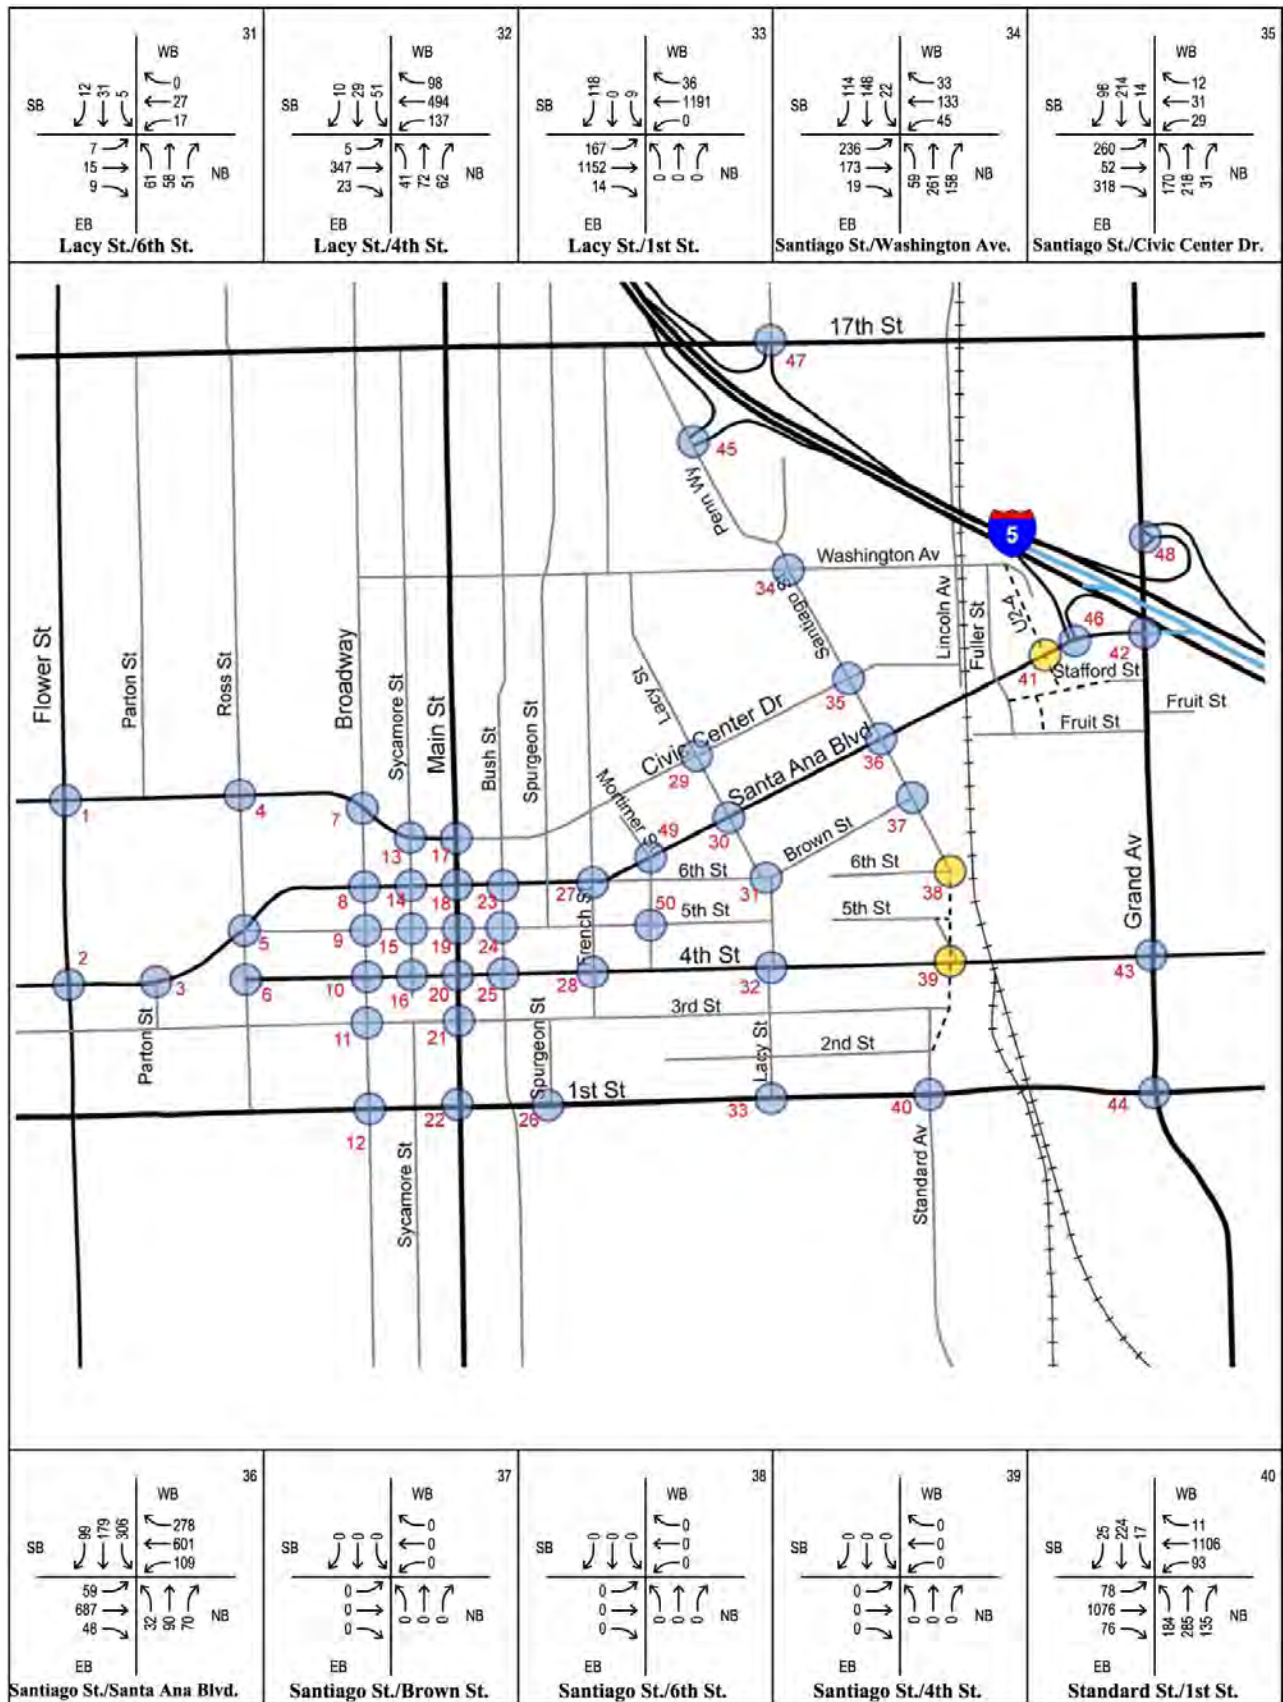 31
WB
SB
12 31 5
0
27
17
7
15
9
61 58 51
NB
EB
Lacy St./6th St.
32
WB
SB
10 29 51
98
494
137
5
347
23
41 72 62
NB
EB
Lacy St./4th St.
33
WB
SB
118 0 9
36
1191
0
167
1152
14
0 0 0
NB
EB
Lacy St./1st St.
34
WB
SB
114 148 22
33
133
45
236
173
19
59 261 158
NB
EB
Santiago St./Washington Ave.
35
WB
SB
96 214 14
12
31
29
260
52
318
170 218 31
NB
EB
Santiago St./Civic Center Dr.
17th St
47
45
Penn Wy
5
48
Washington Av
34
Santiago St
Lincoln Av
Fuller St
U2-A
46
42
41
Stafford St
Fruit St
Fruit St
Flower St
Parton St
Ross St
Broadway
Sycamore St
Main St
Bush St
Spurgeon St
Lacy St
35
Civic Center Dr
29
Santa Ana Blvd
36
Mortimer St
49
30
Brown St
37
1
4
7
13
17
6th St
6th St
38
8
14
18
23
27
31
French St
50
5th St
5th St
Grand Av
5
9
15
19
24
2
3
6
10
16
20
25
28
4th St
32
39
43
Parton St
11
21
3rd St
Spurgeon St
Lacy St
2nd St
1st St
12
22
26
33
40
44
Sycamore St
Standard Av
36
WB
SB
99 179 306
278
601
109
59
687
48
32 90 70
NB
EB
Santiago St./Santa Ana Blvd.
37
WB
SB
0 0 0
0
0
0
0
0
0
0 0 0
NB
EB
Santiago St./Brown St.
38
WB
SB
0 0 0
0
0
0
0
0
0
0 0 0
NB
EB
Santiago St./6th St.
39
WB
SB
0 0 0
0
0
0
0
0
0
0 0 0
NB
EB
Santiago St./4th St.
40
WB
SB
25 224 17
11
1106
93
78
1076
76
184 285 135
NB
EB
Standard St./1st St.